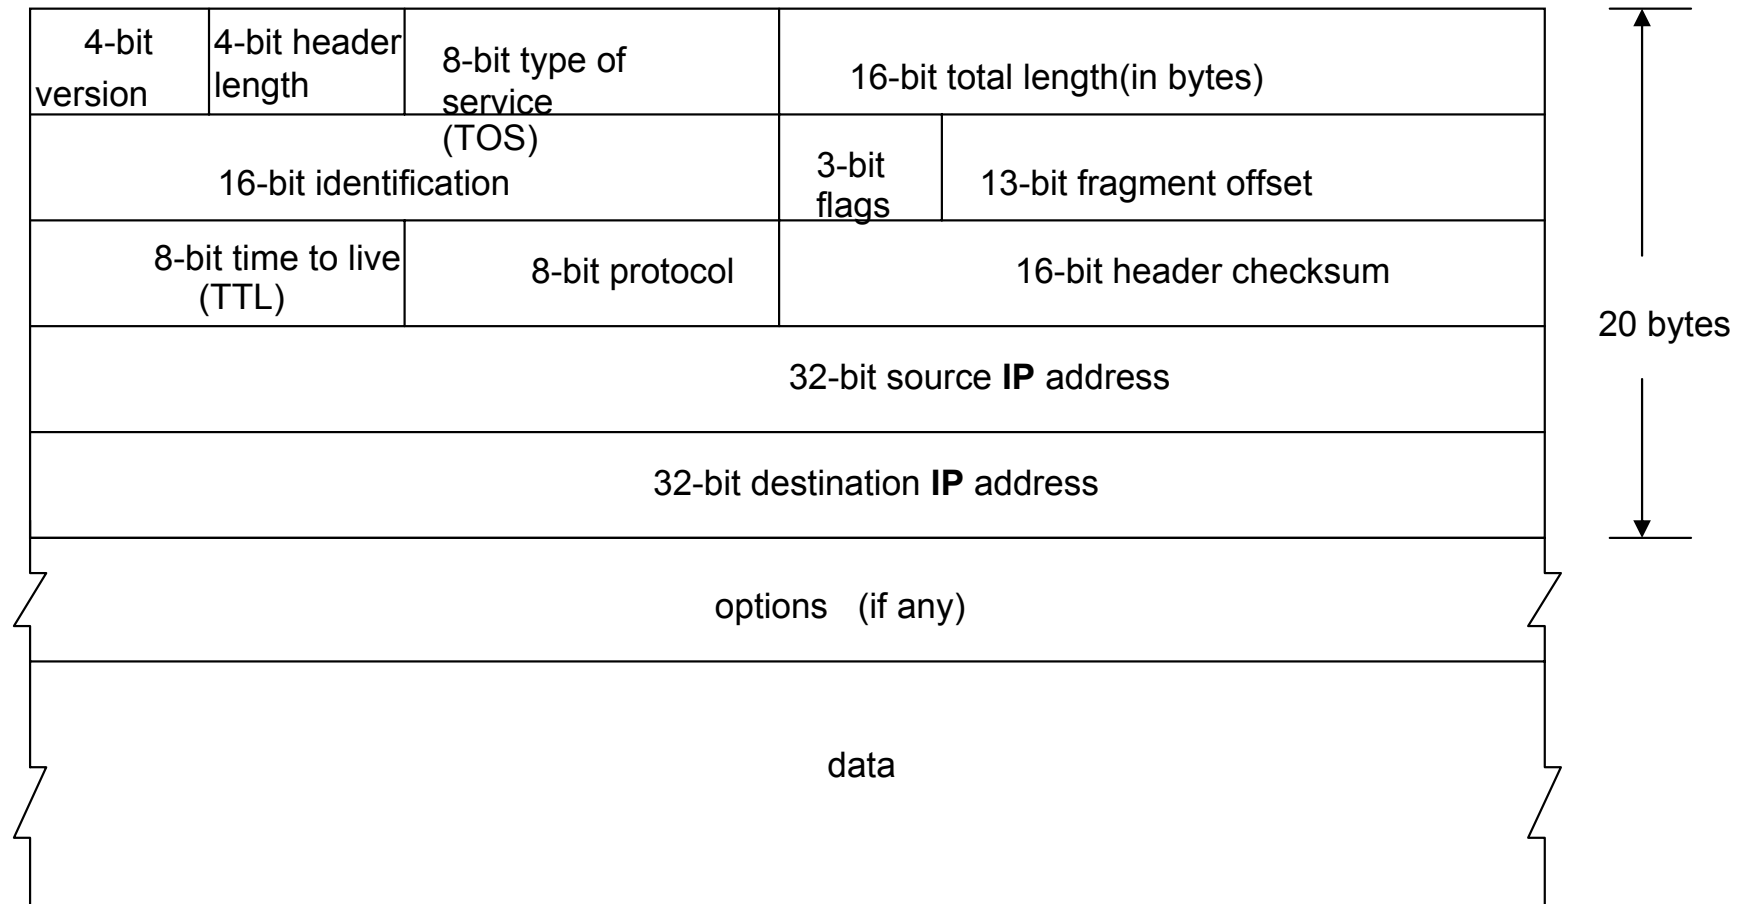 4-bit
version
4-bit header
length
8-bit type of
service
(TOS)
16-bit total length(in bytes)
16-bit identification
3-bit
flags
13-bit fragment offset
8-bit time to live
(TTL)
8-bit protocol
16-bit header checksum
20 bytes
32-bit source IP address
32-bit destination IP address
options (if any)
data